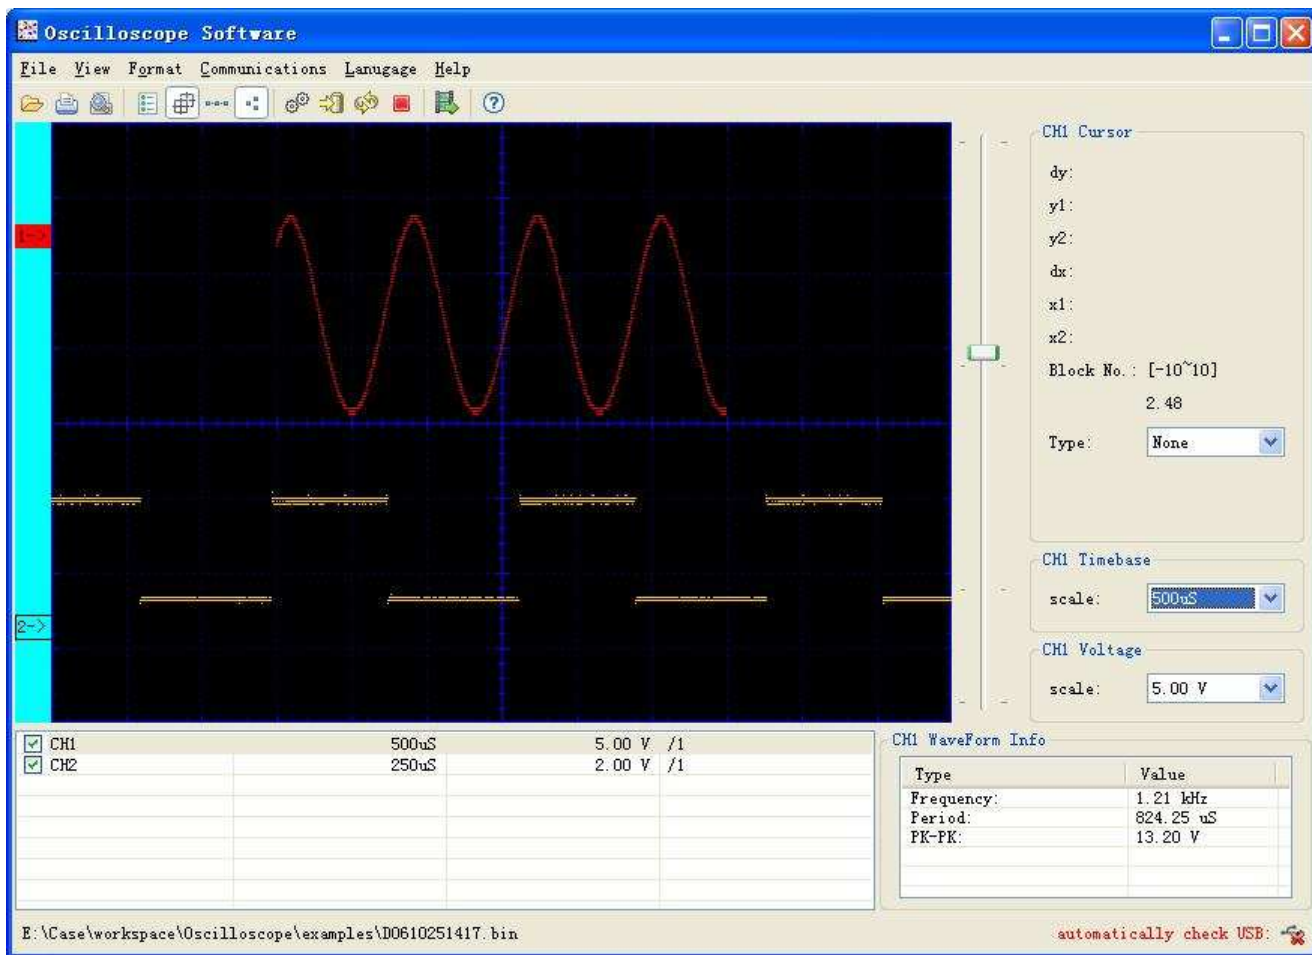 Oscilloscope Software
File View Format Communications Lanugage Help
1->
2->
CH1 Cursor
dy:
y1:
y2:
dx:
x1:
x2:
Block No.: [-10~10]
2.48
Type: None
CH1 Timebase
scale: 500uS
CH1 Voltage
scale: 5.00 V
CH1 500uS 5.00 V /1
CH2 250uS 2.00 V /1
CH1 WaveForm Info
Type Value
Frequency: 1.21 kHz
Period: 824.25 uS
PK-PK: 13.20 V
E:\Case\workspace\Oscilloscope\examples\D0610251417.bin
automatically check USB: